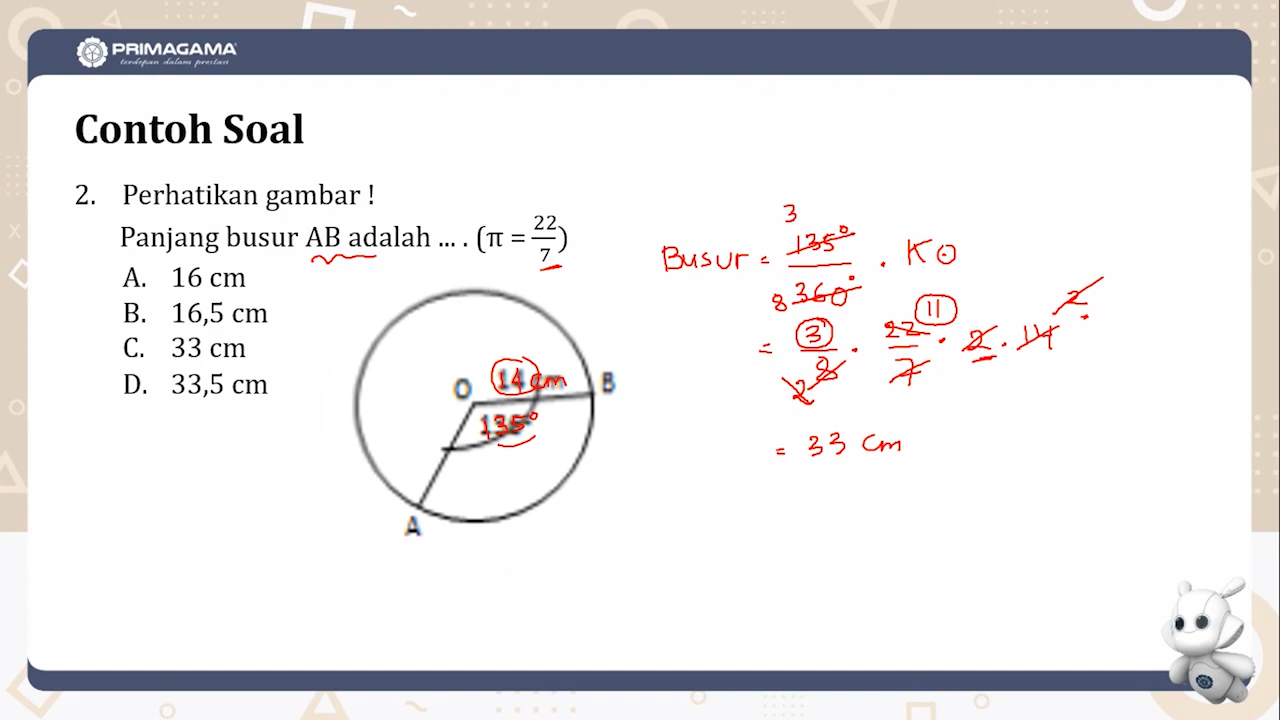 PRIMAGAMA
terdepan dalam prestasi
Contoh Soal
2. Perhatikan gambar !
Panjang busur AB adalah ... . (π = 22/7)
A. 16 cm
B. 16,5 cm
C. 33 cm
D. 33,5 cm
O 14 cm B
135°
A
3
Busur = 135° / 360° . K⊙
8
11 2
= 3/8 . 22/7 . 2 . 14
2
= 33 cm